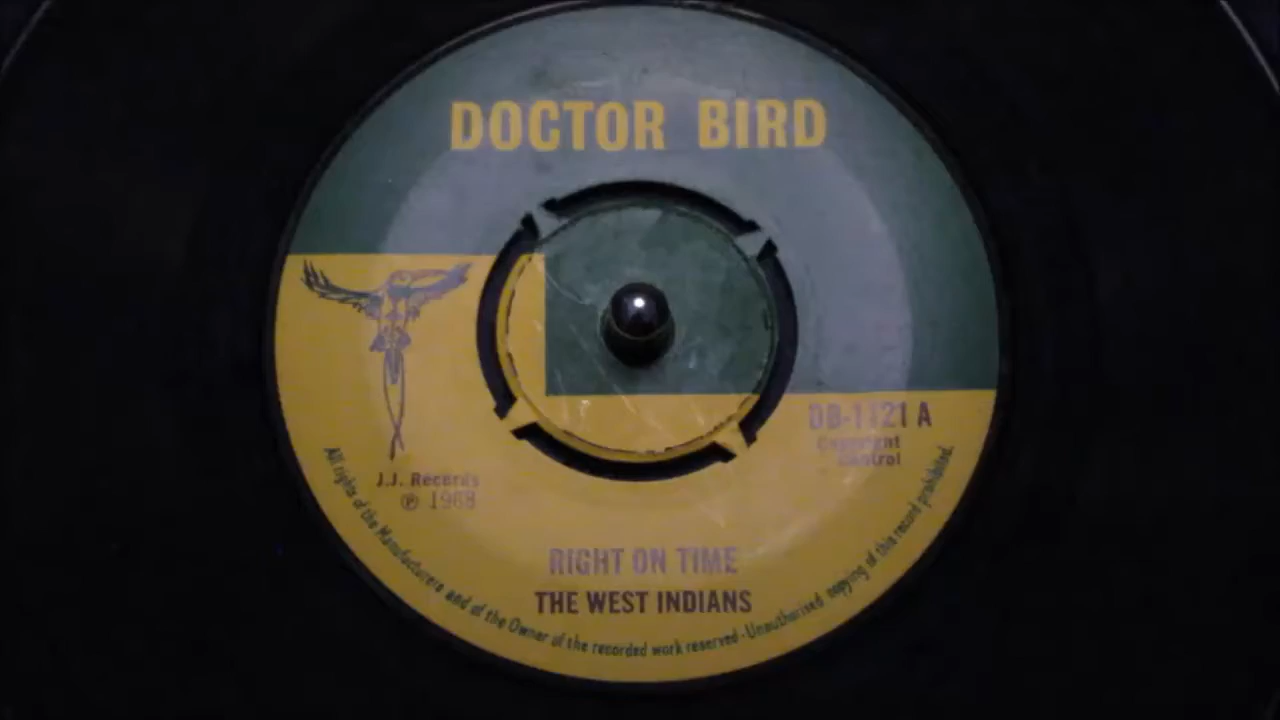 DOCTOR BIRD
DB-1121 A
Copyright
Control
J.J. Records
℗ 1968
RIGHT ON TIME
THE WEST INDIANS
All rights of the Manufacturers and of the Owner of the recorded work reserved-Unauthorised copying of this record prohibited.